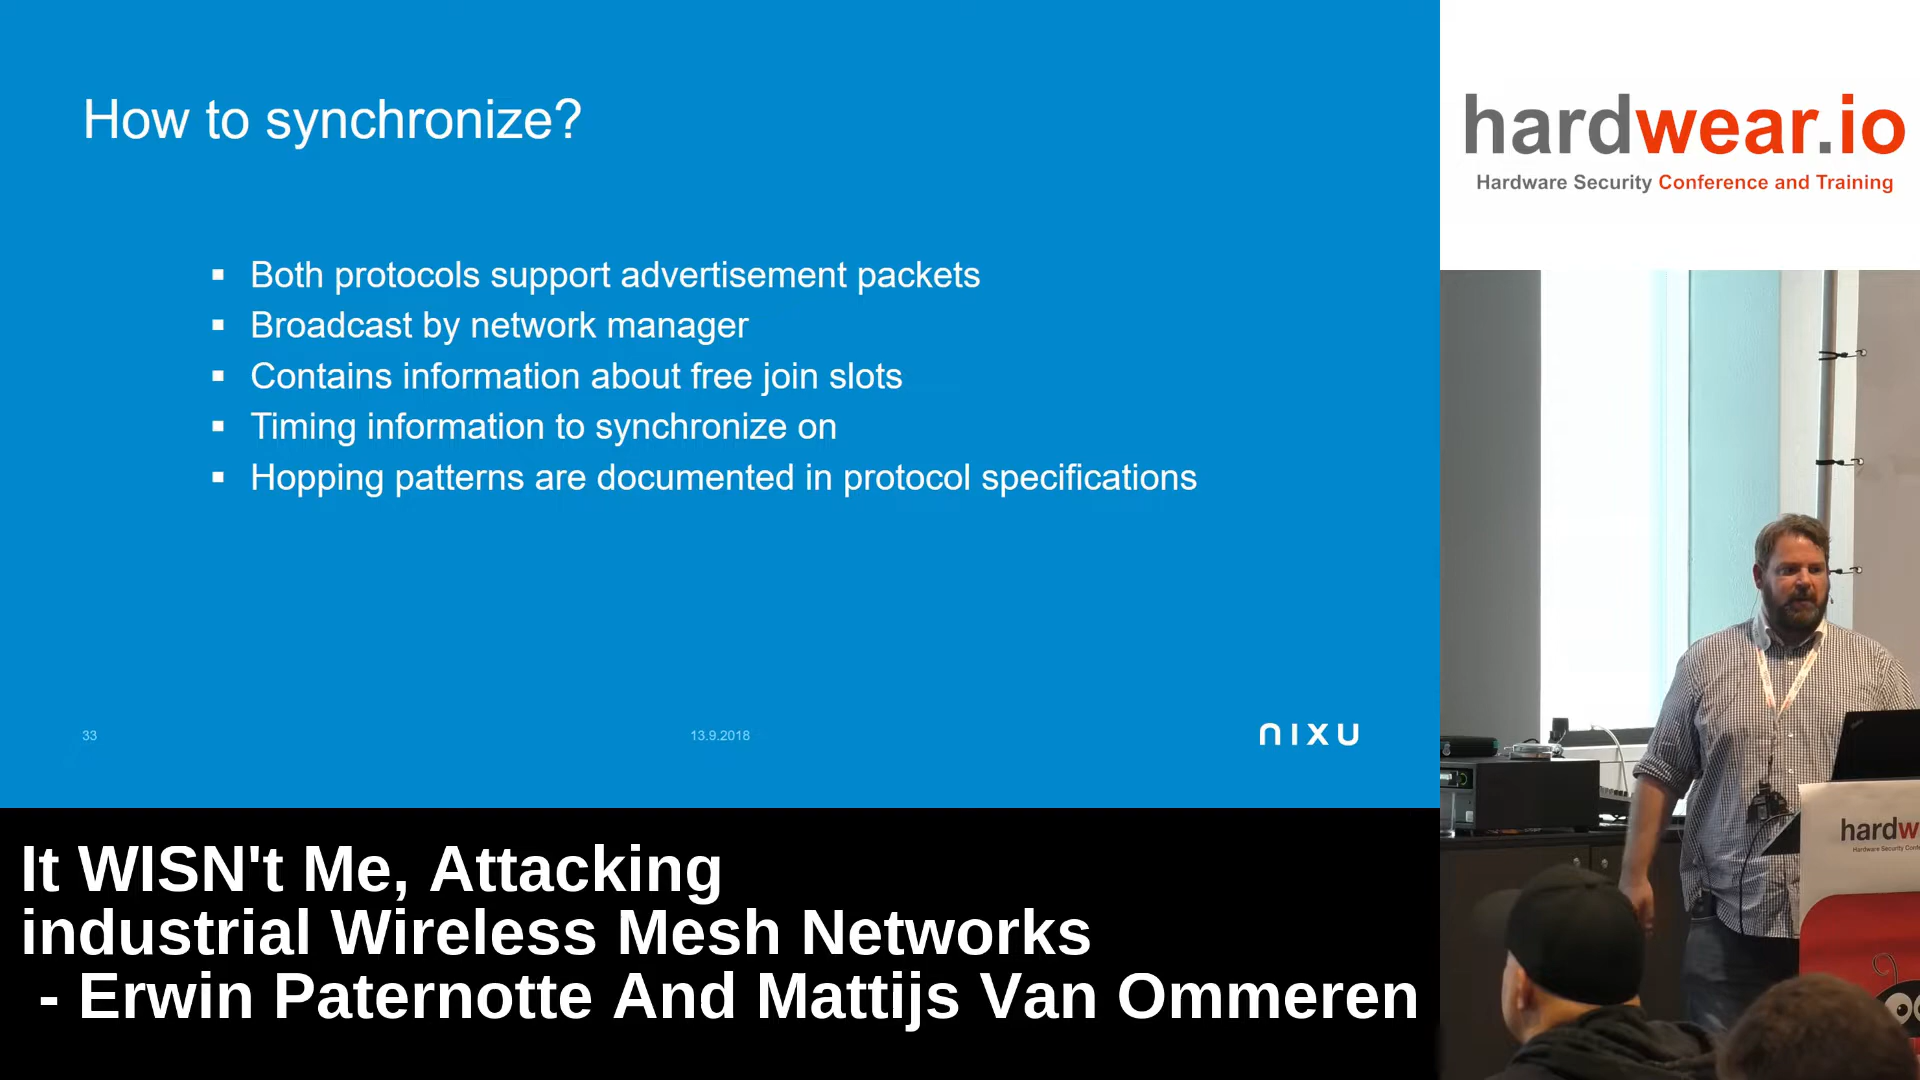 How to synchronize?
Both protocols support advertisement packets
Broadcast by network manager
Contains information about free join slots
Timing information to synchronize on
Hopping patterns are documented in protocol specifications
33
13.9.2018
NIXU
hardwear.io
Hardware Security Conference and Training
hardw
It WISN't Me, Attacking
industrial Wireless Mesh Networks
- Erwin Paternotte And Mattijs Van Ommeren